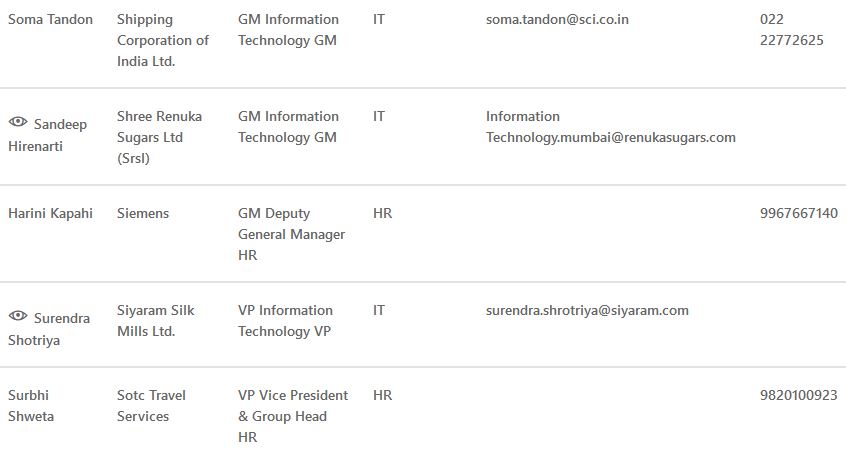 Soma Tandon
Shipping
Corporation of
India Ltd.
GM Information
Technology GM
IT
soma.tandon@sci.co.in
022
22772625
Sandeep
Hirenarti
Shree Renuka
Sugars Ltd
(Srsl)
GM Information
Technology GM
IT
Information
Technology.mumbai@renukasugars.com
Harini Kapahi
Siemens
GM Deputy
General Manager
HR
HR
9967667140
Surendra
Shotriya
Siyaram Silk
Mills Ltd.
VP Information
Technology VP
IT
surendra.shrotriya@siyaram.com
Surbhi
Shweta
Sotc Travel
Services
VP Vice President
& Group Head
HR
HR
9820100923